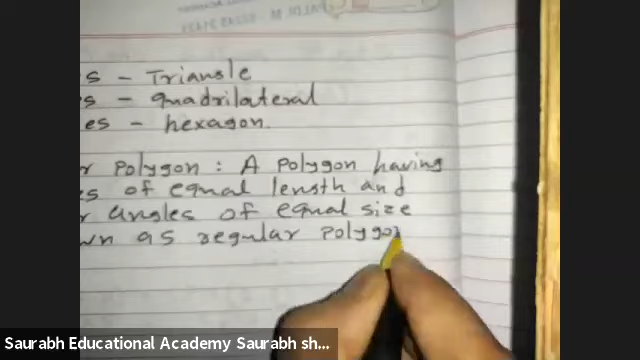 s - Triangle
s - quadrilateral
es - hexagon.
r polygon : A polygon having
s of equal length and
r angles of equal size
wn as regular polygon
Saurabh Educational Academy Saurabh sh...